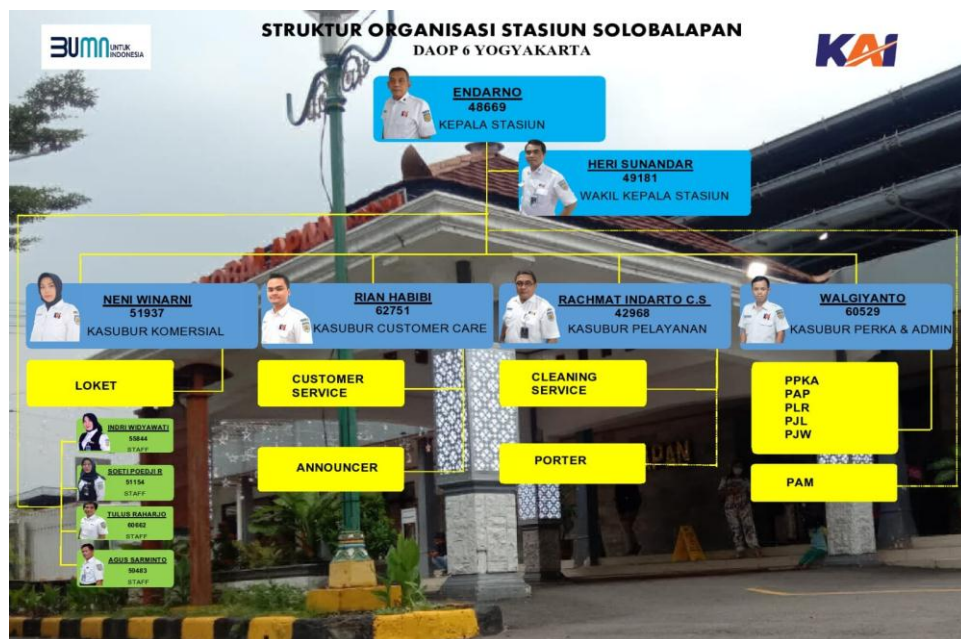 BUMN UNTUK INDONESIA
STRUKTUR ORGANISASI STASIUN SOLOBALAPAN
DAOP 6 YOGYAKARTA
KAI
ENDARNO
48669
KEPALA STASIUN
HERI SUNANDAR
49181
WAKIL KEPALA STASIUN
NENI WINARNI
51937
KASUBUR KOMERSIAL
RIAN HABIBI
62751
KASUBUR CUSTOMER CARE
RACHMAT INDARTO C.S
42968
KASUBUR PELAYANAN
WALGIYANTO
60529
KASUBUR PERKA & ADMIN
LOKET
INDRI WIDYAWATI
55844
STAFF
SOETI POEDJI R
51154
STAFF
TULUS RAHARJO
60682
STAFF
AGUS SARMINTO
50483
STAFF
CUSTOMER
SERVICE
ANNOUNCER
CLEANING
SERVICE
PORTER
PPKA
PAP
PLR
PJL
PJW
PAM